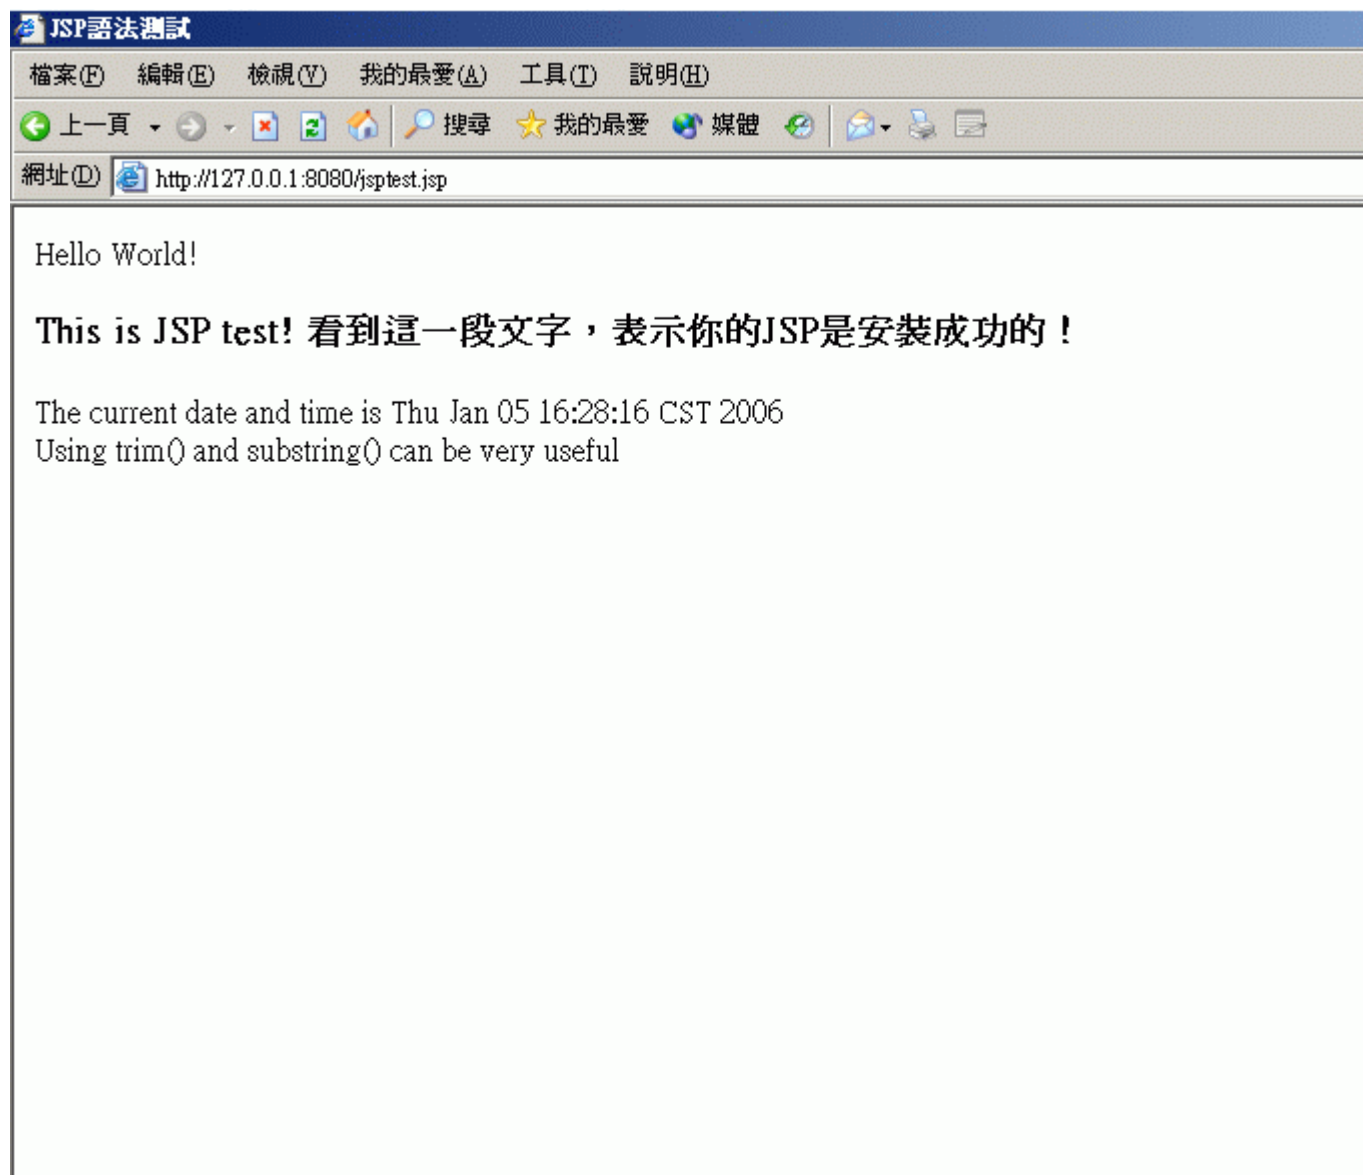 JSP語法測試
檔案(F) 編輯(E) 檢視(V) 我的最愛(A) 工具(T) 說明(H)
上一頁 搜尋 我的最愛 媒體
網址(D) http://127.0.0.1:8080/jsptest.jsp
Hello World!
This is JSP test! 看到這一段文字，表示你的JSP是安裝成功的！
The current date and time is Thu Jan 05 16:28:16 CST 2006
Using trim() and substring() can be very useful